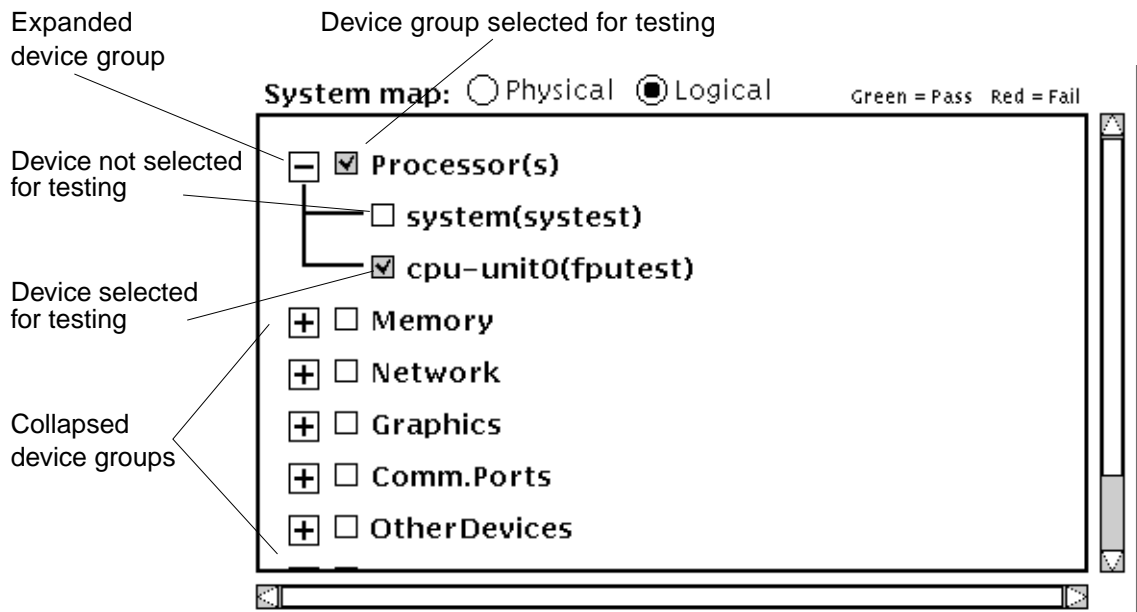 Expanded
device group
Device group selected for testing
System map: Physical Logical Green = Pass Red = Fail
Device not selected
for testing
Processor(s)
system(systest)
cpu-unit0(fputest)
Device selected
for testing
Memory
Network
Collapsed
device groups
Graphics
Comm.Ports
OtherDevices